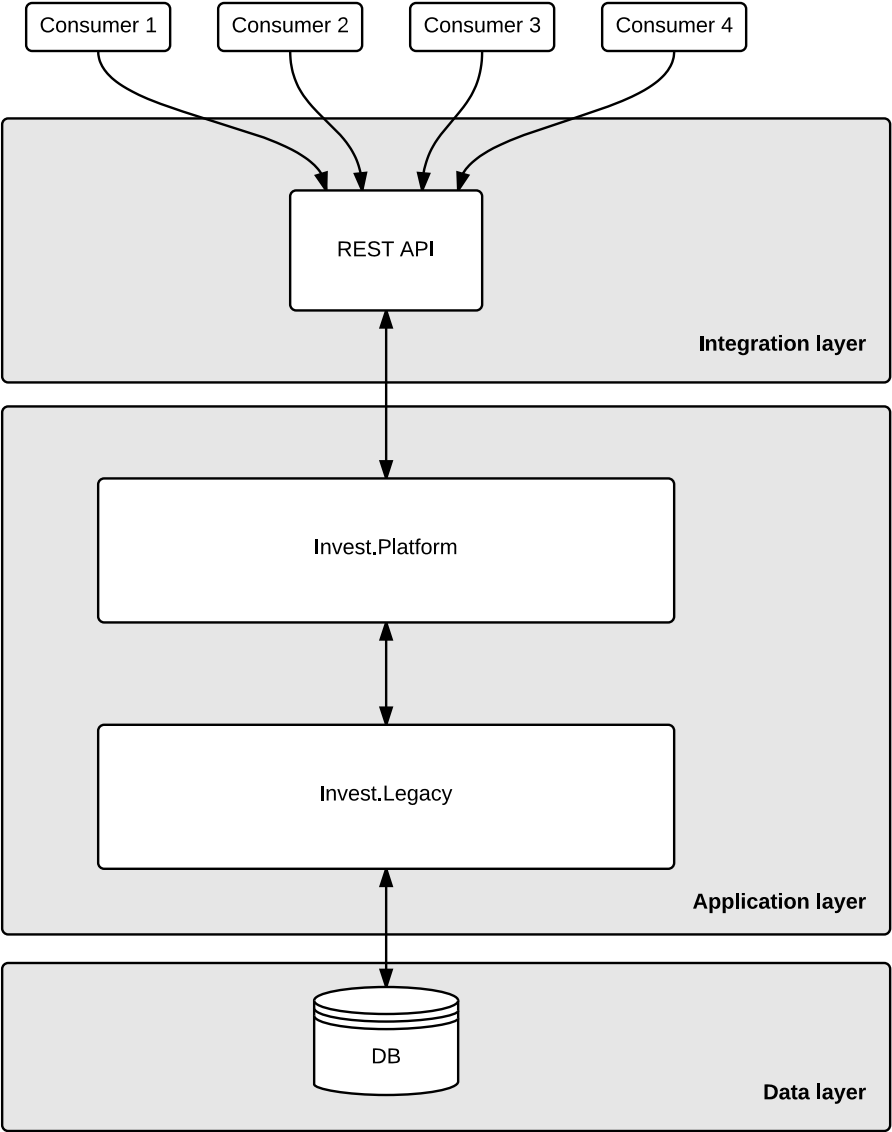 Consumer 1
Consumer 2
Consumer 3
Consumer 4
REST API
Integration layer
Invest.Platform
Invest.Legacy
Application layer
DB
Data layer